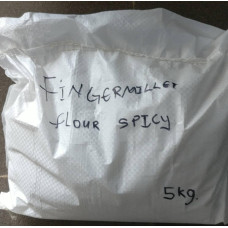 FINGERMILLET
flour SPICY
5kg.